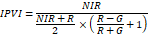 IPVI = NIR / ((NIR + R) / 2 × ((R − G) / (R + G) + 1))